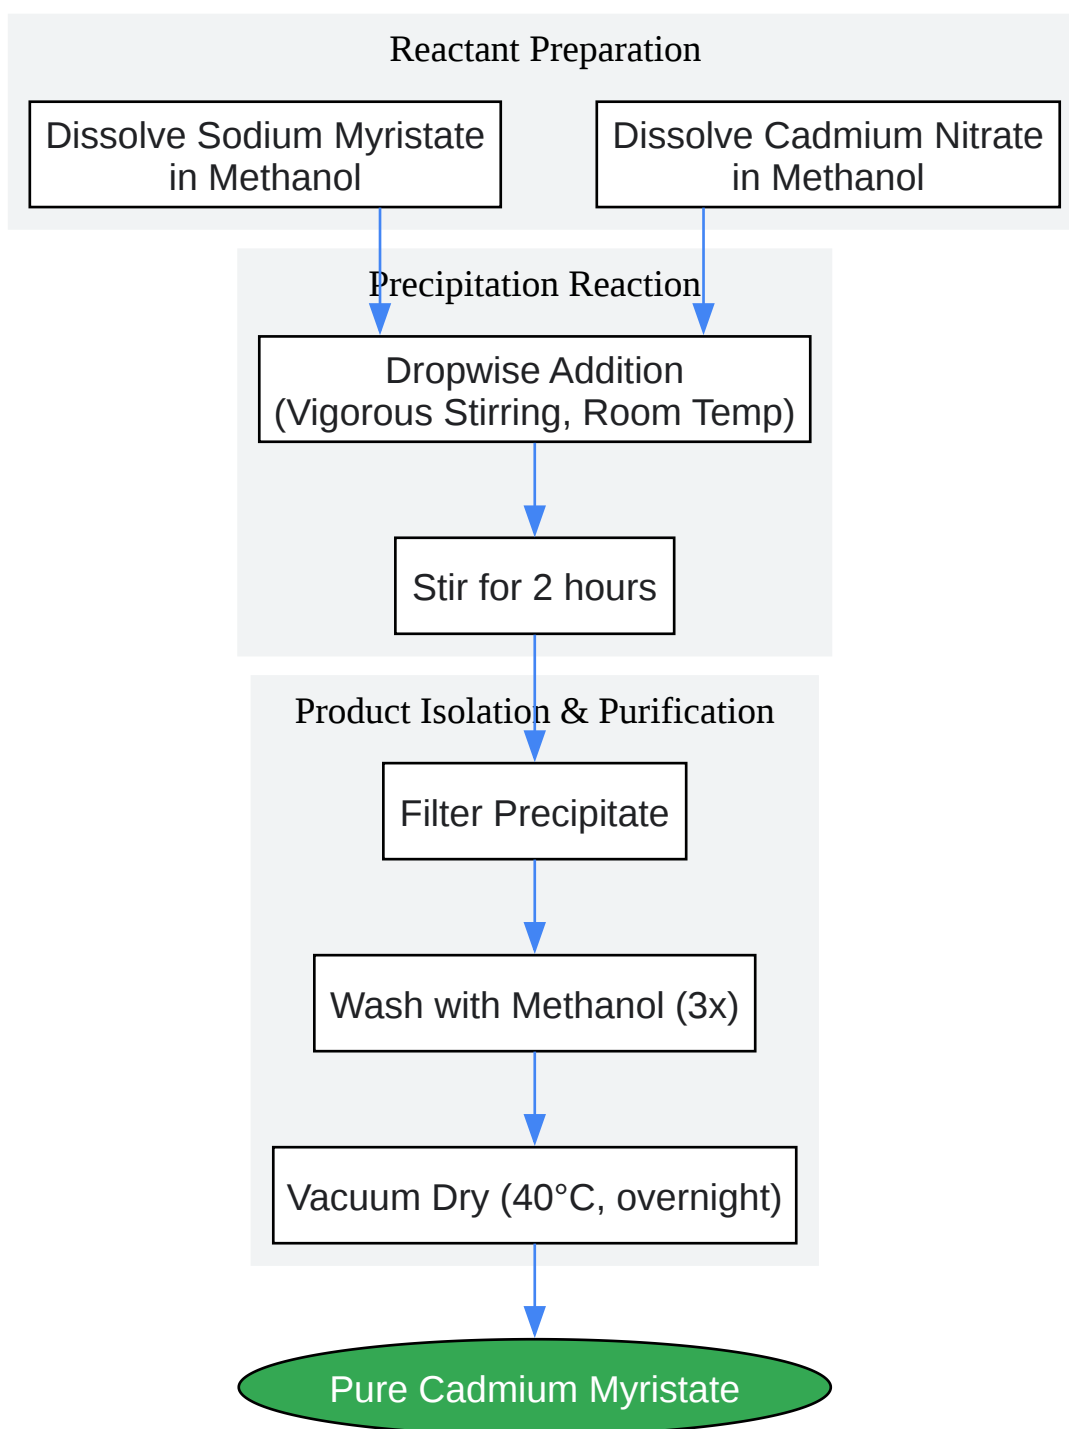 Reactant Preparation
Dissolve Sodium Myristate
in Methanol
Dissolve Cadmium Nitrate
in Methanol
Precipitation Reaction
Dropwise Addition
(Vigorous Stirring, Room Temp)
Stir for 2 hours
Product Isolation & Purification
Filter Precipitate
Wash with Methanol (3x)
Vacuum Dry (40°C, overnight)
Pure Cadmium Myristate